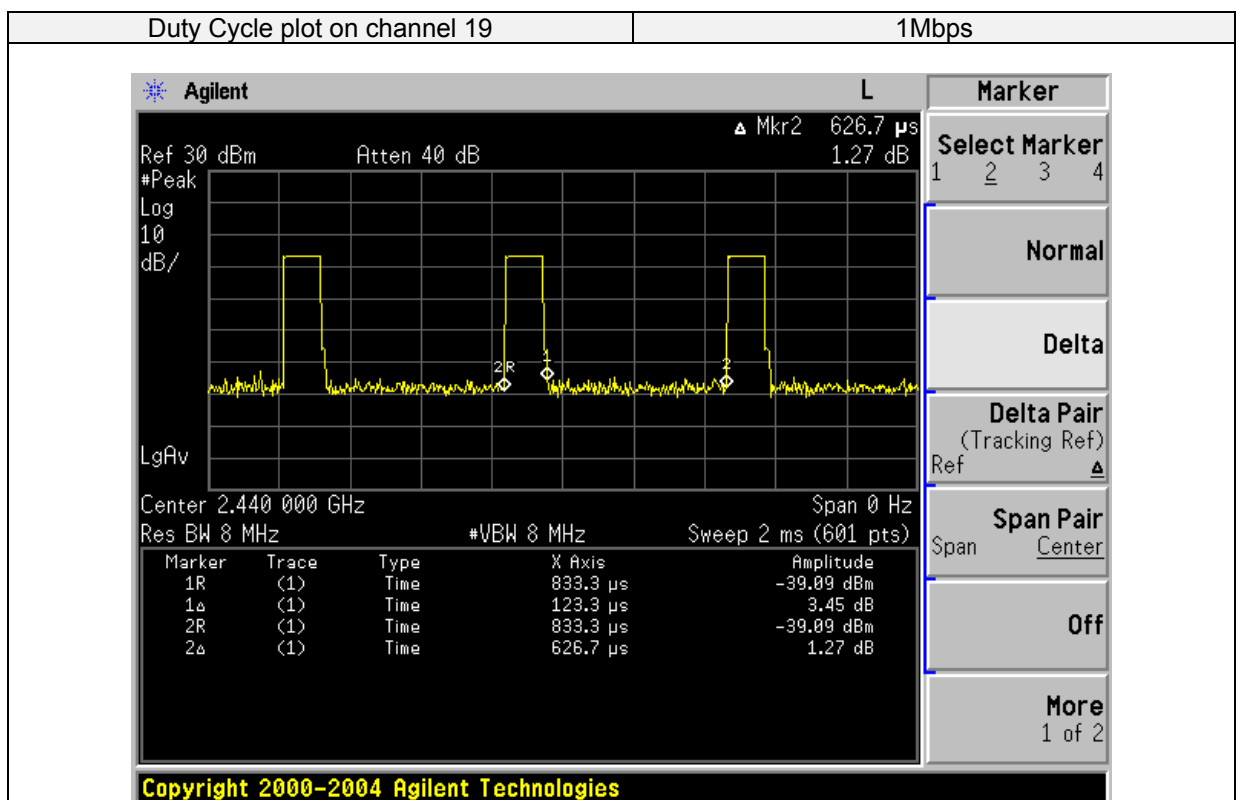 Duty Cycle plot on channel 19 1Mbps
Agilent L Marker
Δ Mkr2 626.7 µs
Ref 30 dBm Atten 40 dB 1.27 dB
Select Marker
1 2 3 4
#Peak
Log
10
dB/
Normal
Delta
2R 1 2
Delta Pair
(Tracking Ref)
Ref Δ
LgAv
Center 2.440 000 GHz Span 0 Hz
Res BW 8 MHz #VBW 8 MHz Sweep 2 ms (601 pts)
Span Pair
Span Center
Marker Trace Type X Axis Amplitude
1R (1) Time 833.3 µs -39.09 dBm
1Δ (1) Time 123.3 µs 3.45 dB
2R (1) Time 833.3 µs -39.09 dBm
2Δ (1) Time 626.7 µs 1.27 dB
Off
More
1 of 2
Copyright 2000-2004 Agilent Technologies